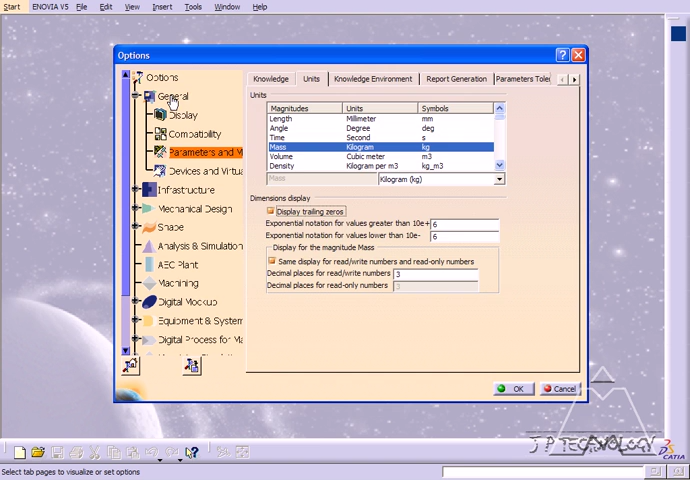 Start ENOVIA V5 File Edit View Insert Tools Window Help
Options
Options
General
Display
Compatibility
Parameters and M
Devices and Virtua
Infrastructure
Mechanical Design
Shape
Analysis & Simulation
AEC Plant
Machining
Digital Mockup
Equipment & System
Digital Process for Ma
Knowledge Units Knowledge Environment Report Generation Parameters Toler
Units
Magnitudes Units Symbols
Length Millimeter mm
Angle Degree deg
Time Second s
Mass Kilogram kg
Volume Cubic meter m3
Density Kilogram per m3 kg_m3
Mass Kilogram (kg)
Dimensions display
Display trailing zeros
Exponential notation for values greater than 10e+ 6
Exponential notation for values lower than 10e- 6
Display for the magnitude Mass
Same display for read/write numbers and read-only numbers
Decimal places for read/write numbers 3
Decimal places for read-only numbers 3
OK Cancel
J P TECHNOLOGY
CATIA
Select tab pages to visualize or set options